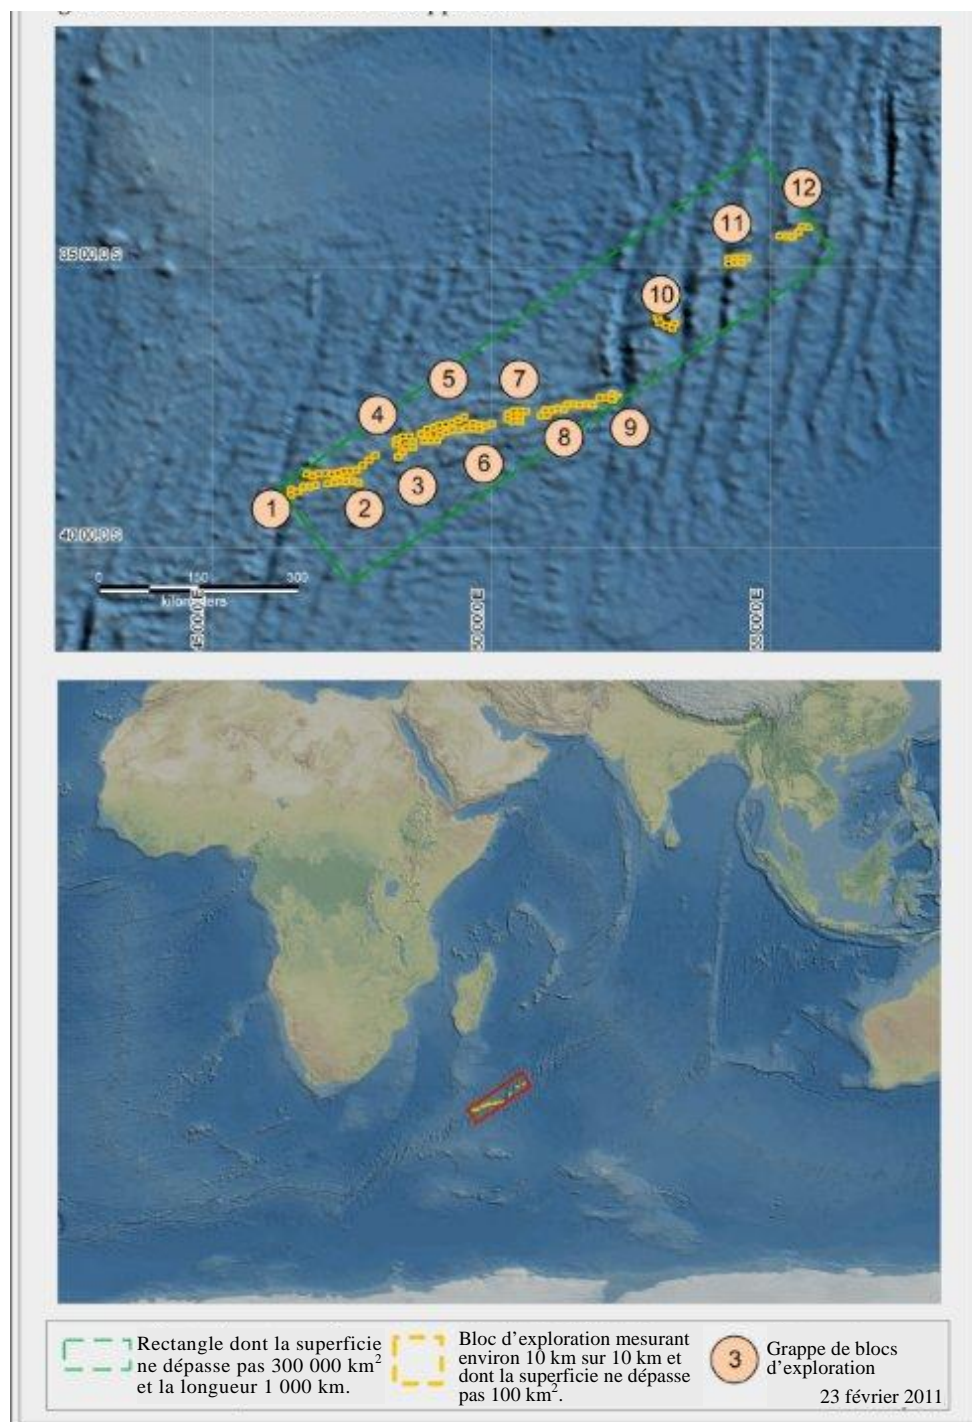 12
11
35 00.0 S
10
5
7
4
9
8
6
3
1
2
40 00.0 S
0 150 300
kilometers
45 00.0 E
50 00.0 E
55 00.0 E
Rectangle dont la superficie
ne dépasse pas 300 000 km²
et la longueur 1 000 km.
Bloc d’exploration mesurant
environ 10 km sur 10 km et
dont la superficie ne dépasse
pas 100 km².
3
Grappe de blocs
d’exploration
23 février 2011